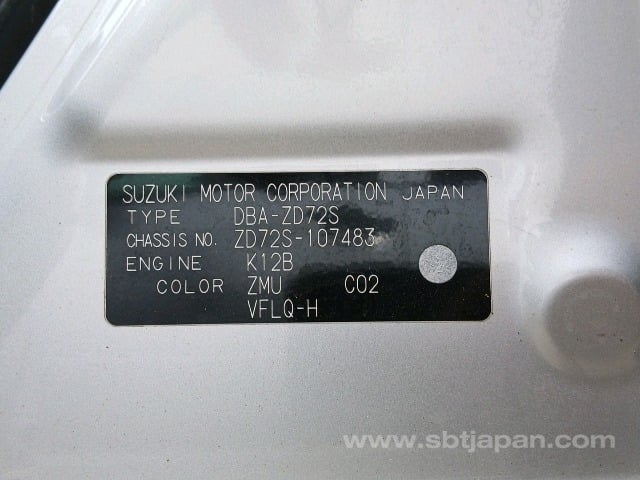 SUZUKI MOTOR CORPORATION JAPAN
TYPE DBA-ZD72S
CHASSIS NO. ZD72S-107483
ENGINE K12B
COLOR ZMU C02
VFLQ-H
www.sbtjapan.com